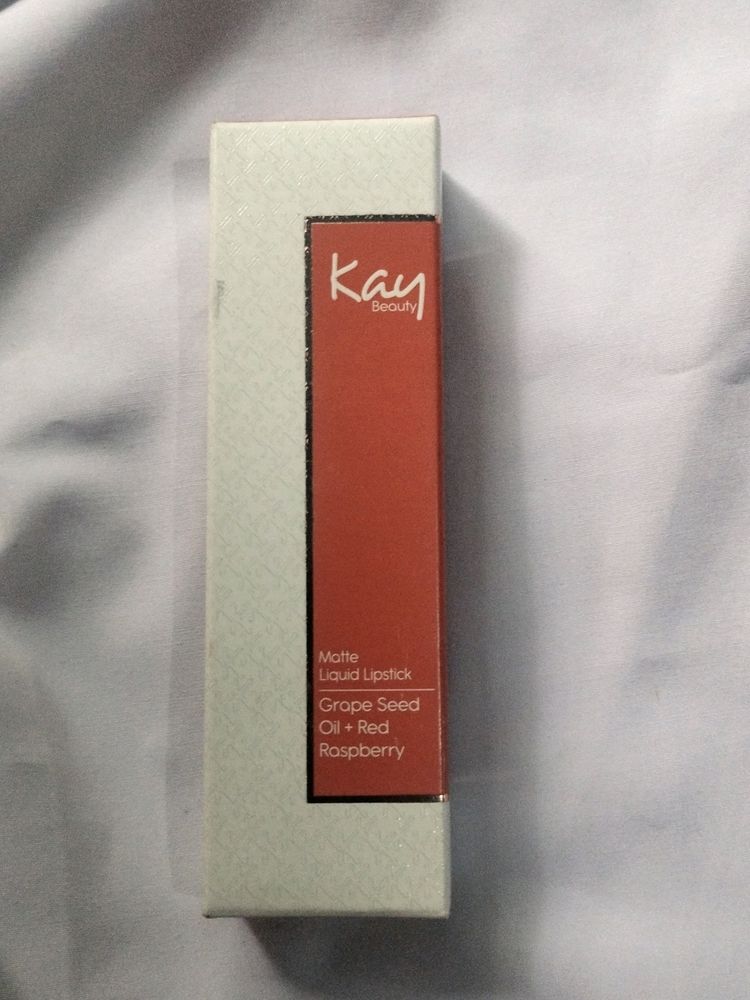 Kay
Beauty
Matte
Liquid Lipstick
Grape Seed
Oil + Red
Raspberry